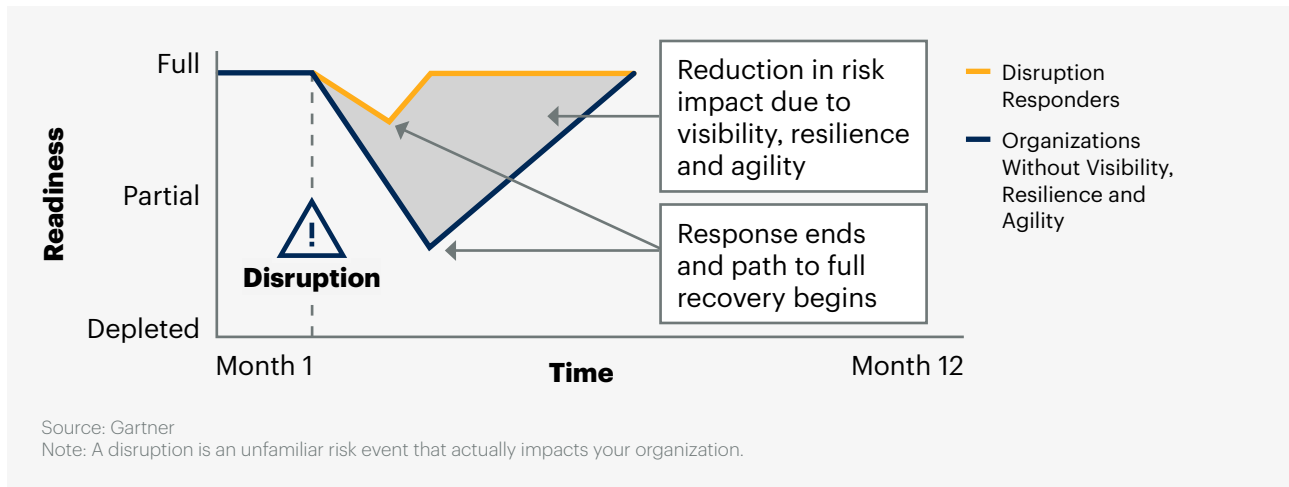 Full
Partial
Depleted
Readiness
!
Disruption
Month 1
Time
Month 12
Reduction in risk
impact due to
visibility, resilience
and agility
Response ends
and path to full
recovery begins
Disruption
Responders
Organizations
Without Visibility,
Resilience and
Agility
Source: Gartner
Note: A disruption is an unfamiliar risk event that actually impacts your organization.